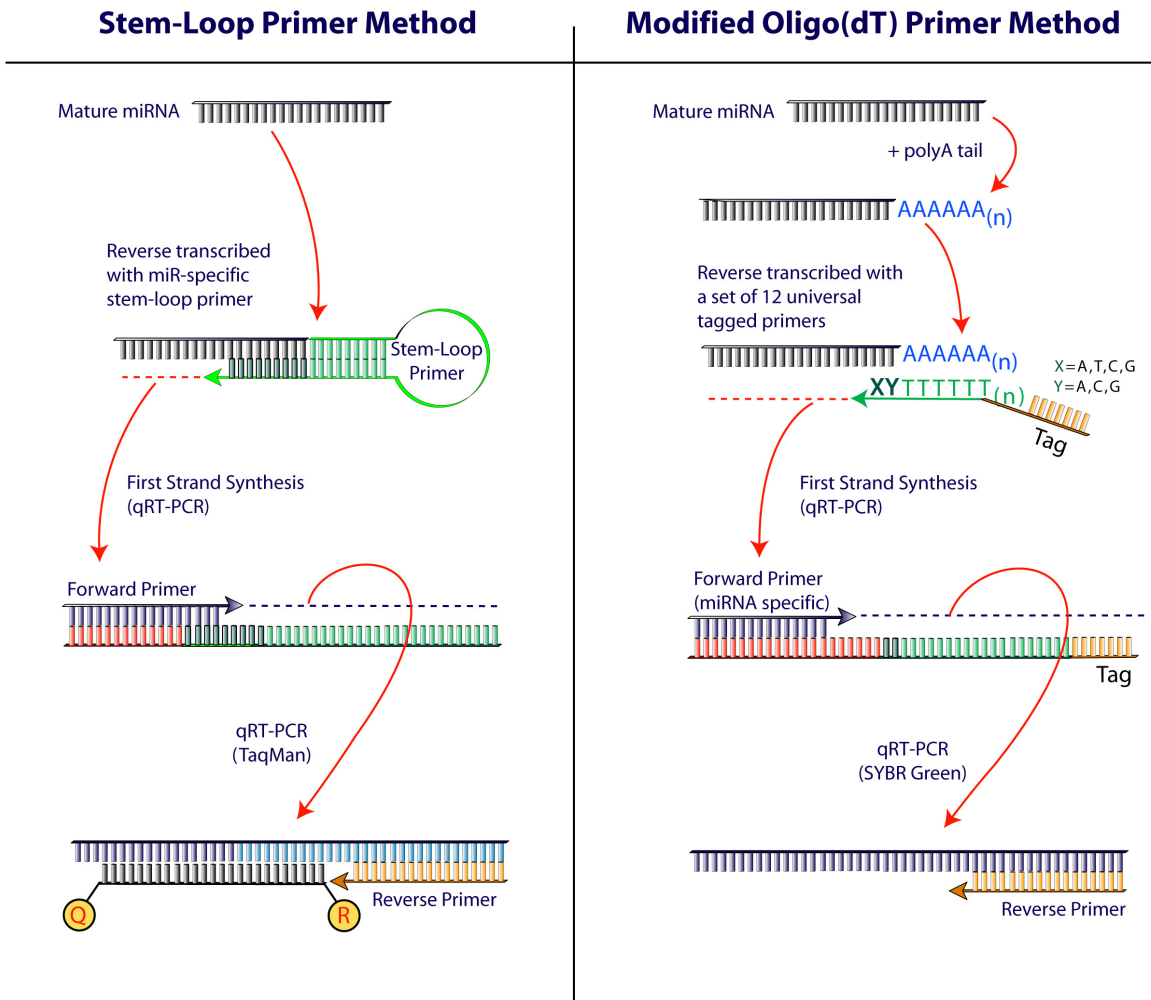 Stem-Loop Primer Method
Mature miRNA
Reverse transcribed
with miR-specific
stem-loop primer
Stem-Loop
Primer
First Strand Synthesis
(qRT-PCR)
Forward Primer
qRT-PCR
(TaqMan)
Q
R
Reverse Primer
Modified Oligo(dT) Primer Method
Mature miRNA
+ polyA tail
AAAAAA(n)
Reverse transcribed with
a set of 12 universal
tagged primers
AAAAAA(n)
X=A,T,C,G
Y=A,C,G
XYTTTTTT(n)
Tag
First Strand Synthesis
(qRT-PCR)
Forward Primer
(miRNA specific)
Tag
qRT-PCR
(SYBR Green)
Reverse Primer